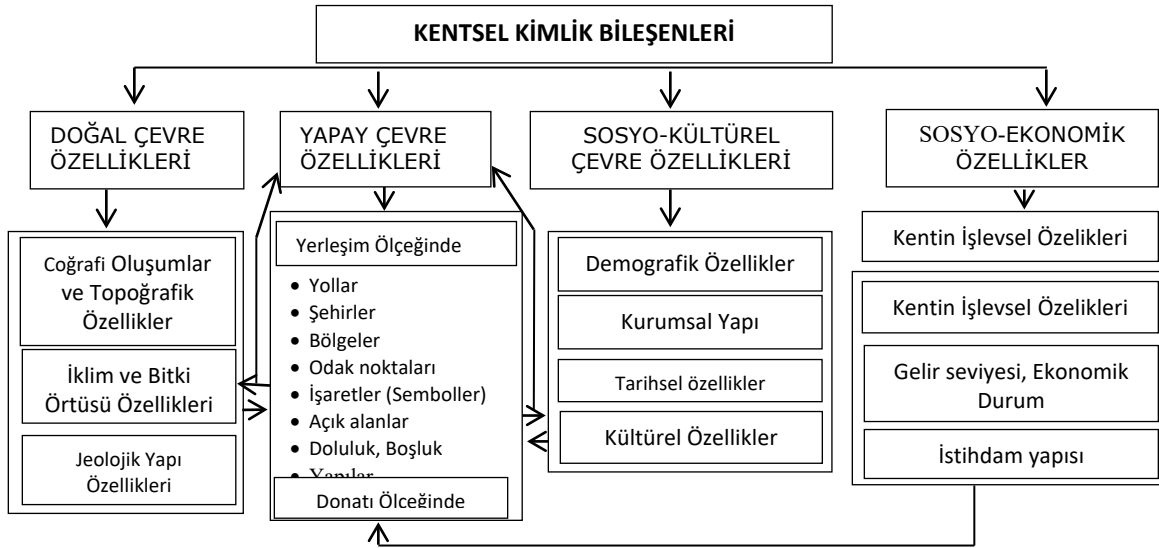 KENTSEL KİMLİK BİLEŞENLERİ
DOĞAL ÇEVRE
ÖZELLİKLERİ
YAPAY ÇEVRE
ÖZELLİKLERİ
SOSYO-KÜLTÜREL
ÇEVRE ÖZELLİKLERİ
SOSYO-EKONOMİK
ÖZELLİKLER
Coğrafi Oluşumlar
ve Topoğrafik
Özellikler
İklim ve Bitki
Örtüsü Özellikleri
Jeolojik Yapı
Özellikleri
Yerleşim Ölçeğinde
• Yollar
• Şehirler
• Bölgeler
• Odak noktaları
• İşaretler (Semboller)
• Açık alanlar
• Doluluk, Boşluk
• Yapılar
Donatı Ölçeğinde
Demografik Özellikler
Kurumsal Yapı
Tarihsel özellikler
Kültürel Özellikler
Kentin İşlevsel Özelikleri
Kentin İşlevsel Özelikleri
Gelir seviyesi, Ekonomik
Durum
İstihdam yapısı